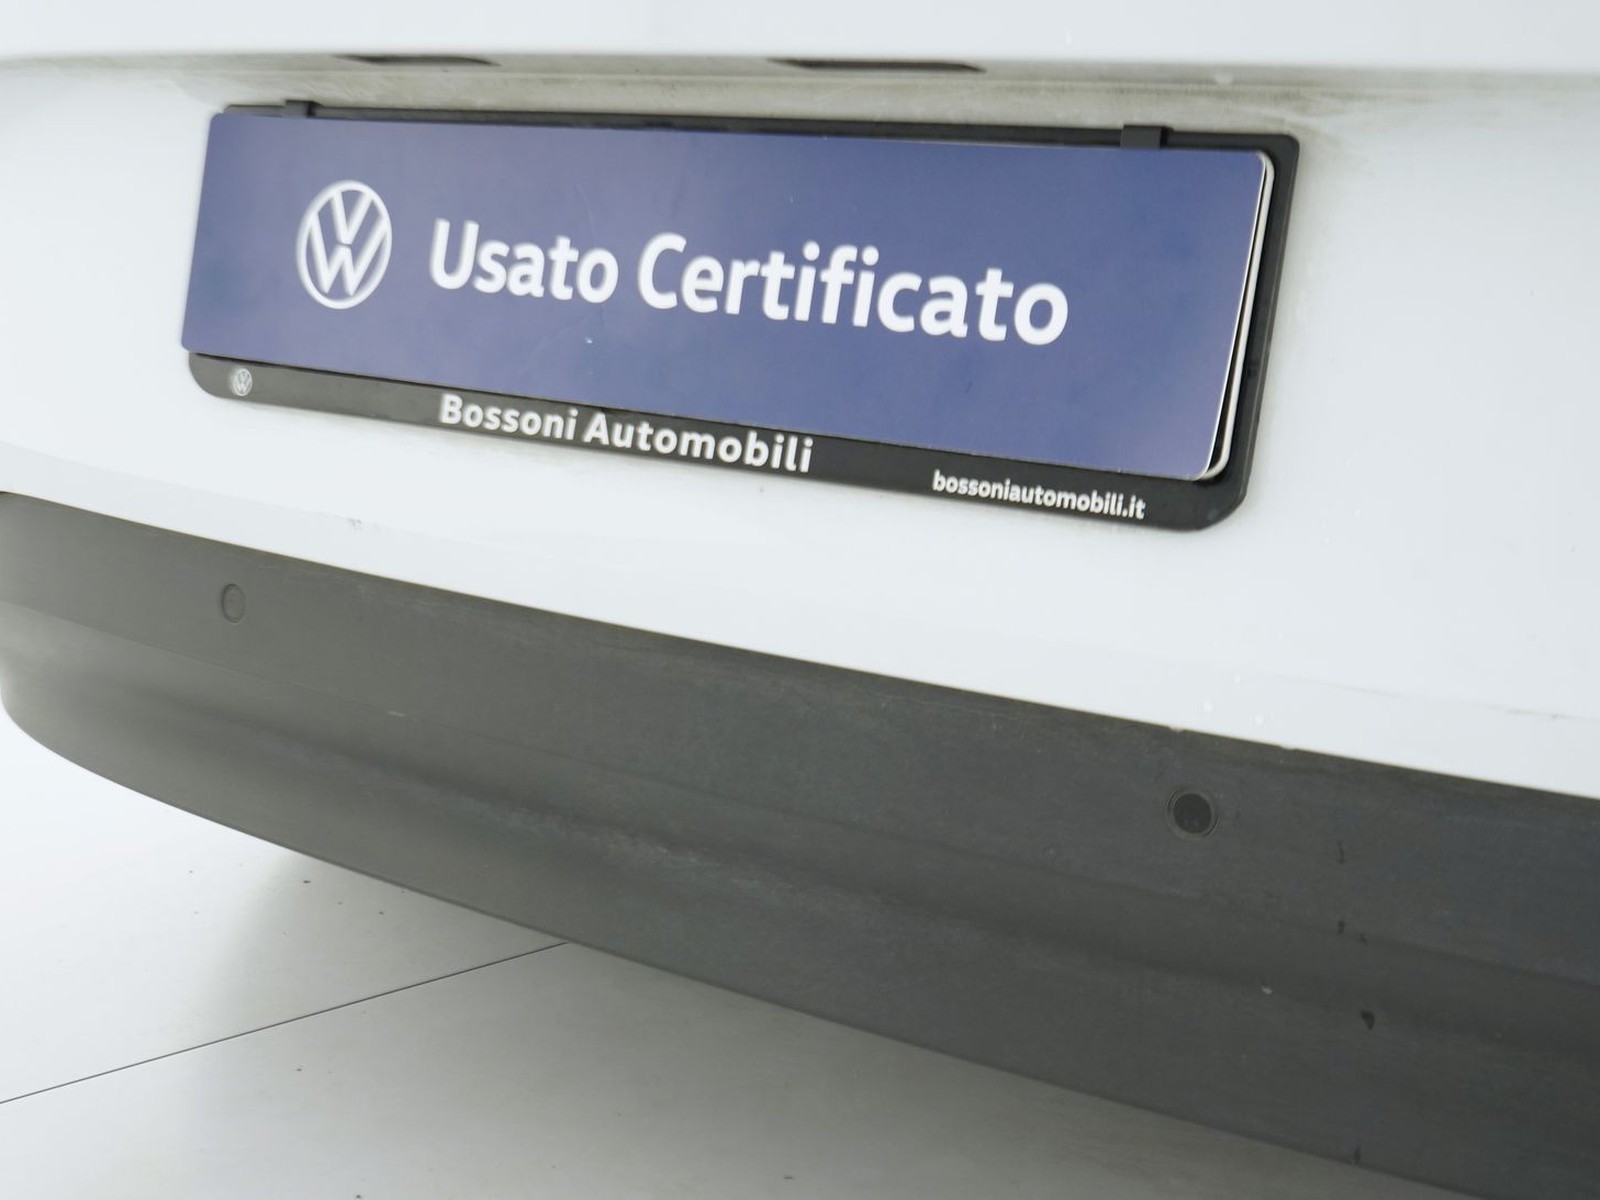 Usato Certificato
Bossoni Automobili
bossoniautomobili.it